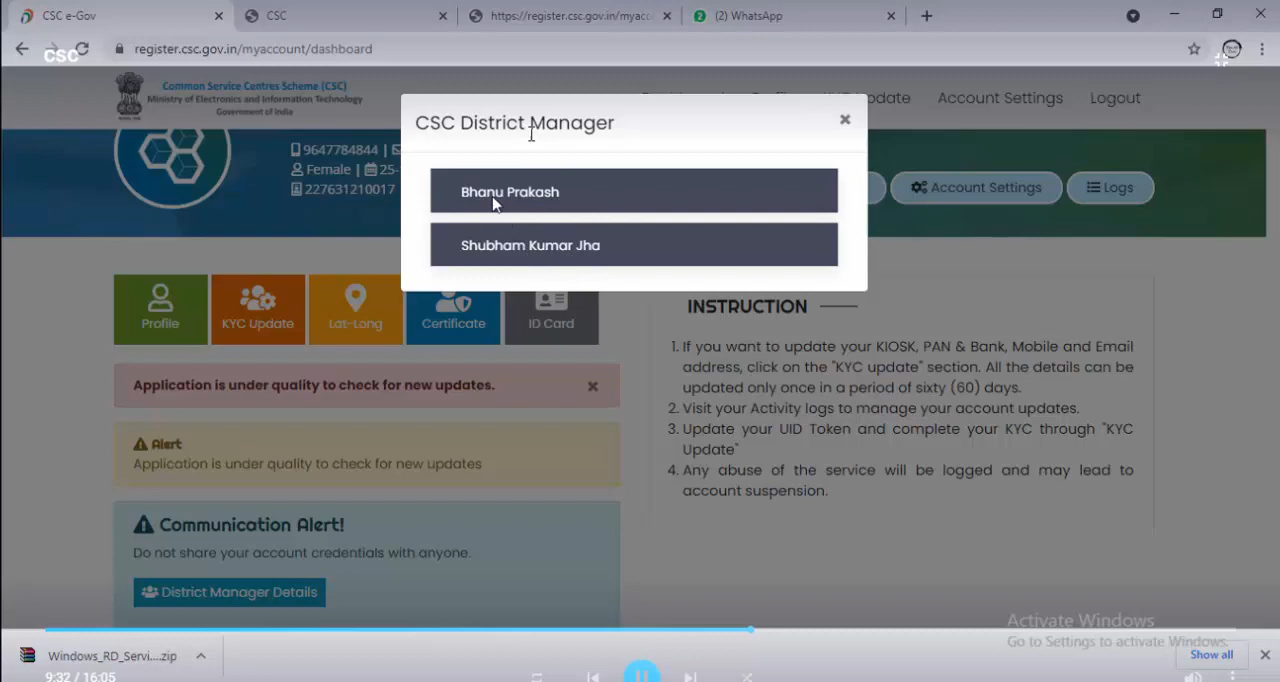 CSC e-Gov
CSC
https://register.csc.gov.in/myacc
(2) WhatsApp
register.csc.gov.in/myaccount/dashboard
CSC
Common Service Centres Scheme (CSC)
Ministry of Electronics and Information Technology
Government of India
Update
Account Settings
Logout
CSC District Manager
Bhanu Prakash
Shubham Kumar Jha
9647784844 |
Female | 25-
227631210017
Account Settings
Logs
Profile
KYC Update
Lat-Long
Certificate
ID Card
Application is under quality to check for new updates.
Alert
Application is under quality to check for new updates
Communication Alert!
Do not share your account credentials with anyone.
District Manager Details
INSTRUCTION
1. If you want to update your KIOSK, PAN & Bank, Mobile and Email
address, click on the "KYC update" section. All the details can be
updated only once in a period of sixty (60) days.
2. Visit your Activity logs to manage your account updates.
3. Update your UID Token and complete your KYC through "KYC
Update"
4. Any abuse of the service will be logged and may lead to
account suspension.
Activate Windows
Go to Settings to activate Windows.
Windows_RD_Servi....zip
Show all
9:32 / 16:05